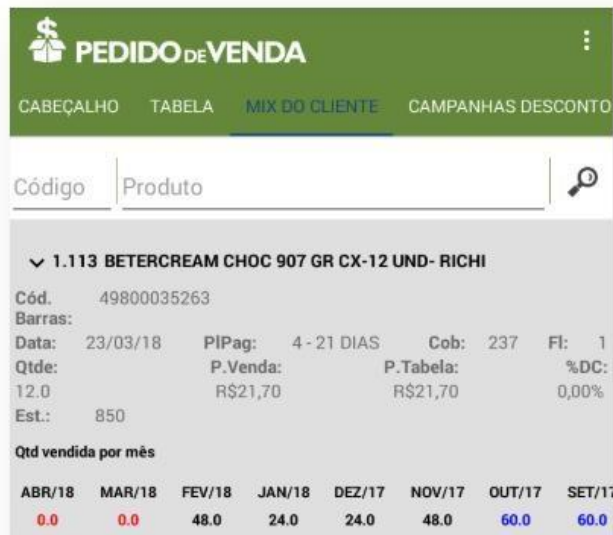 PEDIDO DE VENDA
CABEÇALHO TABELA MIX DO CLIENTE CAMPANHAS DESCONTO
Código Produto
1.113 BETERCREAM CHOC 907 GR CX-12 UND- RICHI
Cód. Barras: 49800035263
Data: 23/03/18 PlPag: 4 - 21 DIAS Cob: 237 Fl: 1
Qtde: P.Venda: P.Tabela: %DC:
12.0 R$21,70 R$21,70 0,00%
Est.: 850
Qtd vendida por mês
ABR/18 MAR/18 FEV/18 JAN/18 DEZ/17 NOV/17 OUT/17 SET/17
0.0 0.0 48.0 24.0 24.0 48.0 60.0 60.0